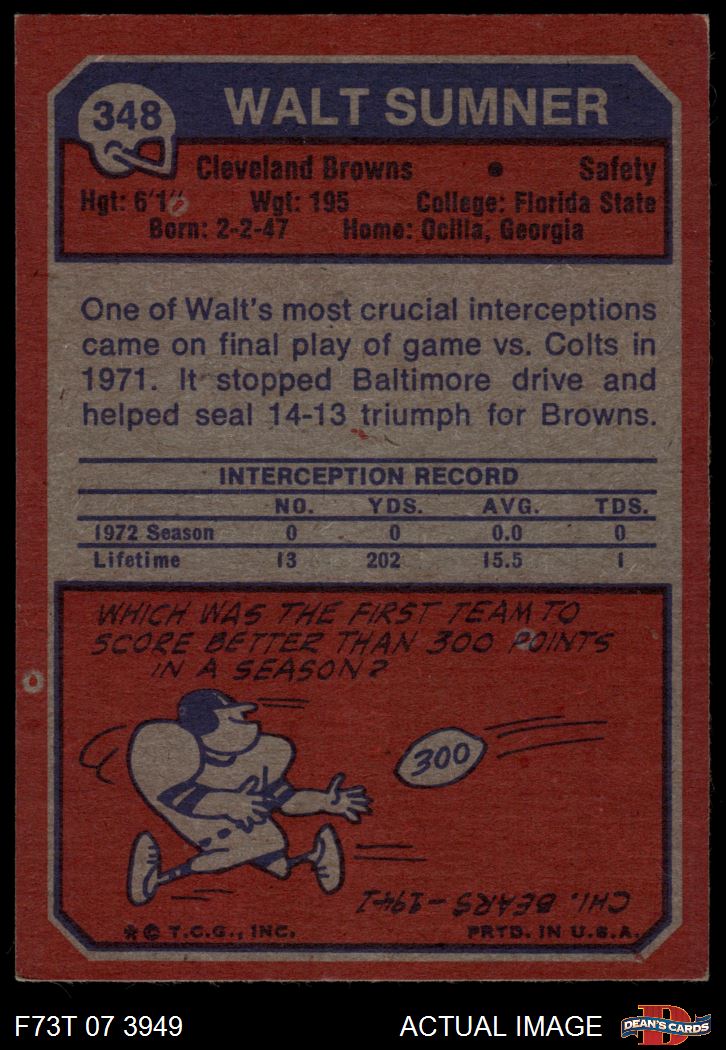 348
WALT SUMNER
Cleveland Browns • Safety
Hgt: 6'1" Wgt: 195 College: Florida State
Born: 2-2-47 Home: Ocilla, Georgia
One of Walt's most crucial interceptions
came on final play of game vs. Colts in
1971. It stopped Baltimore drive and
helped seal 14-13 triumph for Browns.
INTERCEPTION RECORD
NO. YDS. AVG. TDS.
1972 Season 0 0 0.0 0
Lifetime 13 202 15.5 1
WHICH WAS THE FIRST TEAM TO
SCORE BETTER THAN 300 POINTS
IN A SEASON?
300
CHI. BEARS - 1941
* © T.C.G., INC. PRTD. IN U.S.A.
F73T 07 3949
ACTUAL IMAGE
D
DEAN'S CARDS